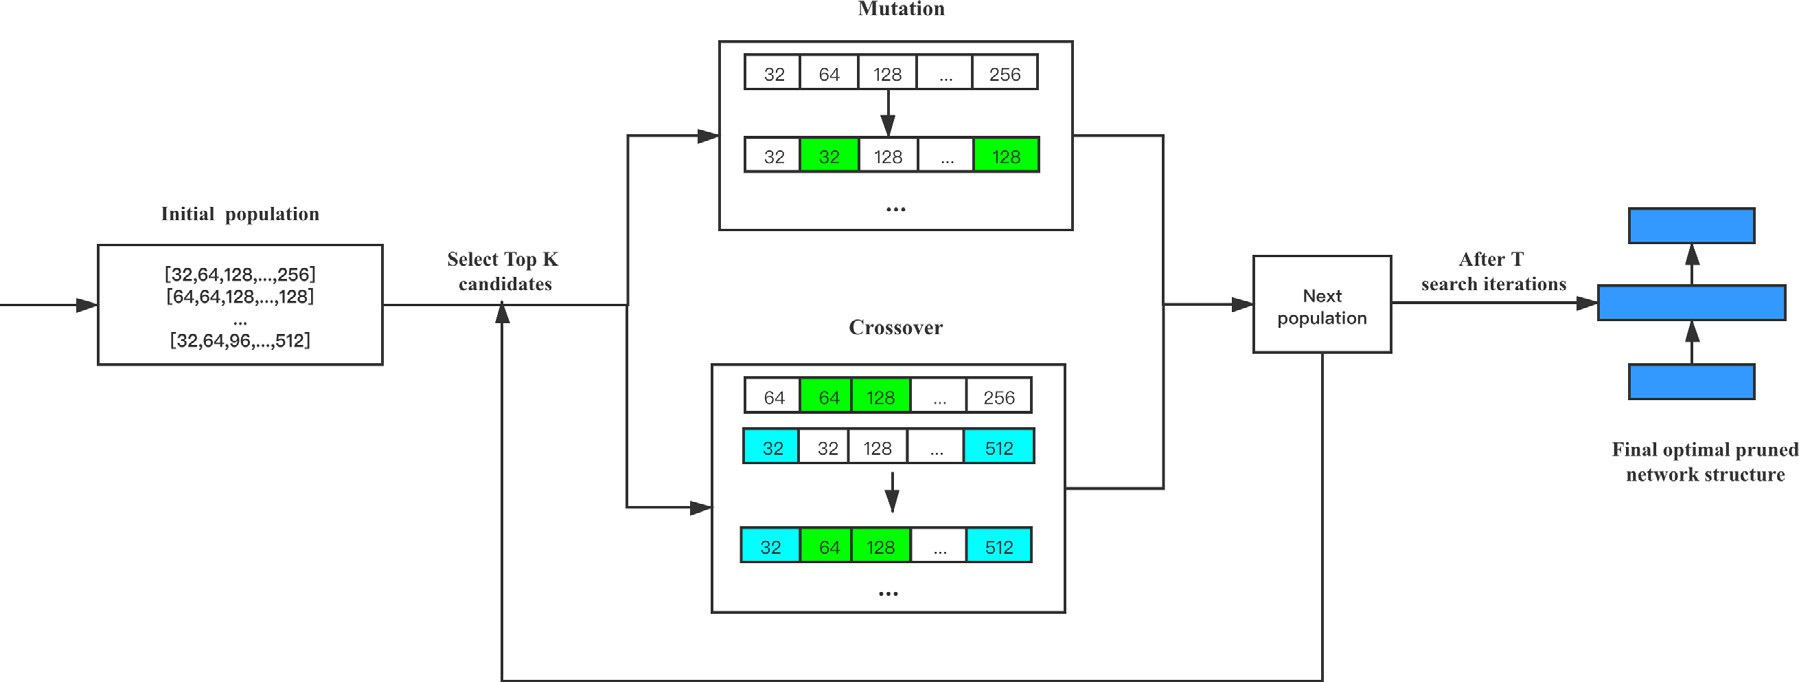 Mutation
32 64 128 ... 256
32 32 128 ... 128
...
Initial population
[32,64,128,...,256]
[64,64,128,...,128]
...
[32,64,96,...,512]
Select Top K
candidates
Crossover
64 64 128 ... 256
32 32 128 ... 512
32 64 128 ... 512
...
Next
population
After T
search iterations
Final optimal pruned
network structure